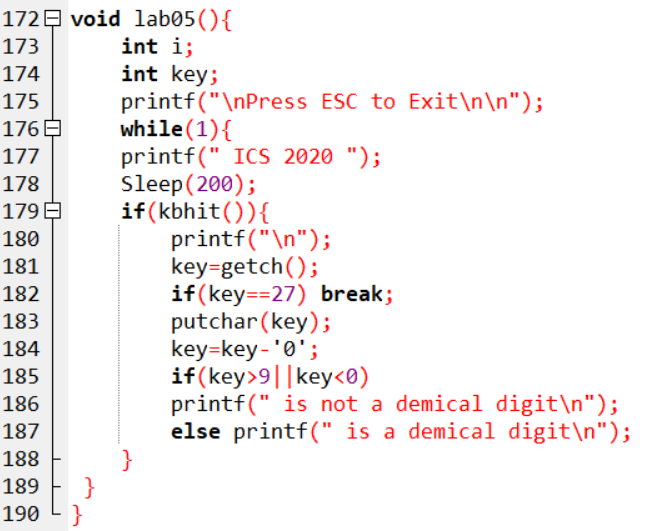 172 void lab05(){
173 int i;
174 int key;
175 printf("\nPress ESC to Exit\n\n");
176 while(1){
177 printf(" ICS 2020 ");
178 Sleep(200);
179 if(kbhit()){
180 printf("\n");
181 key=getch();
182 if(key==27) break;
183 putchar(key);
184 key=key-'0';
185 if(key>9||key<0)
186 printf(" is not a demical digit\n");
187 else printf(" is a demical digit\n");
188 }
189 }
190 }